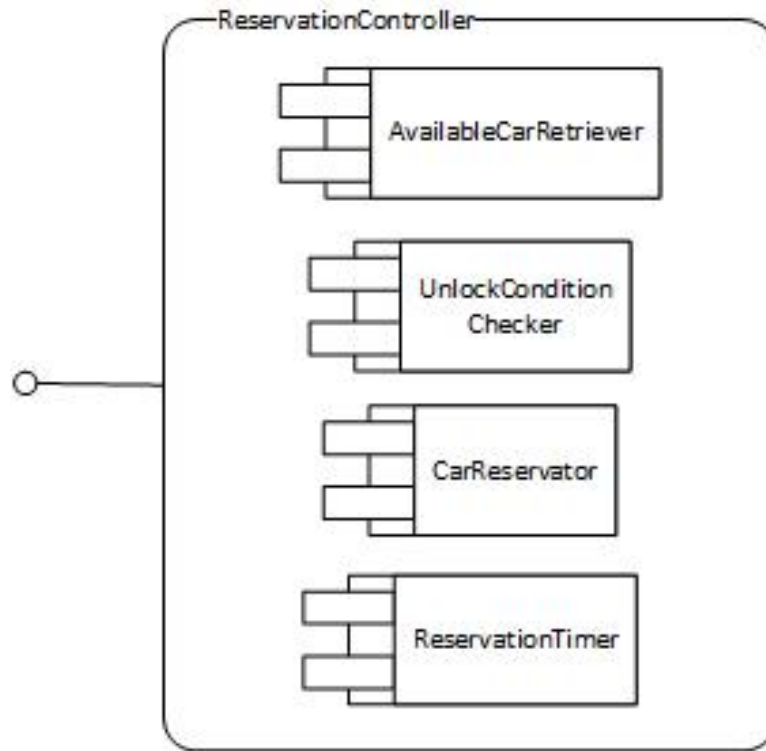 ReservationController
AvailableCarRetriever
UnlockCondition
Checker
CarReservator
ReservationTimer